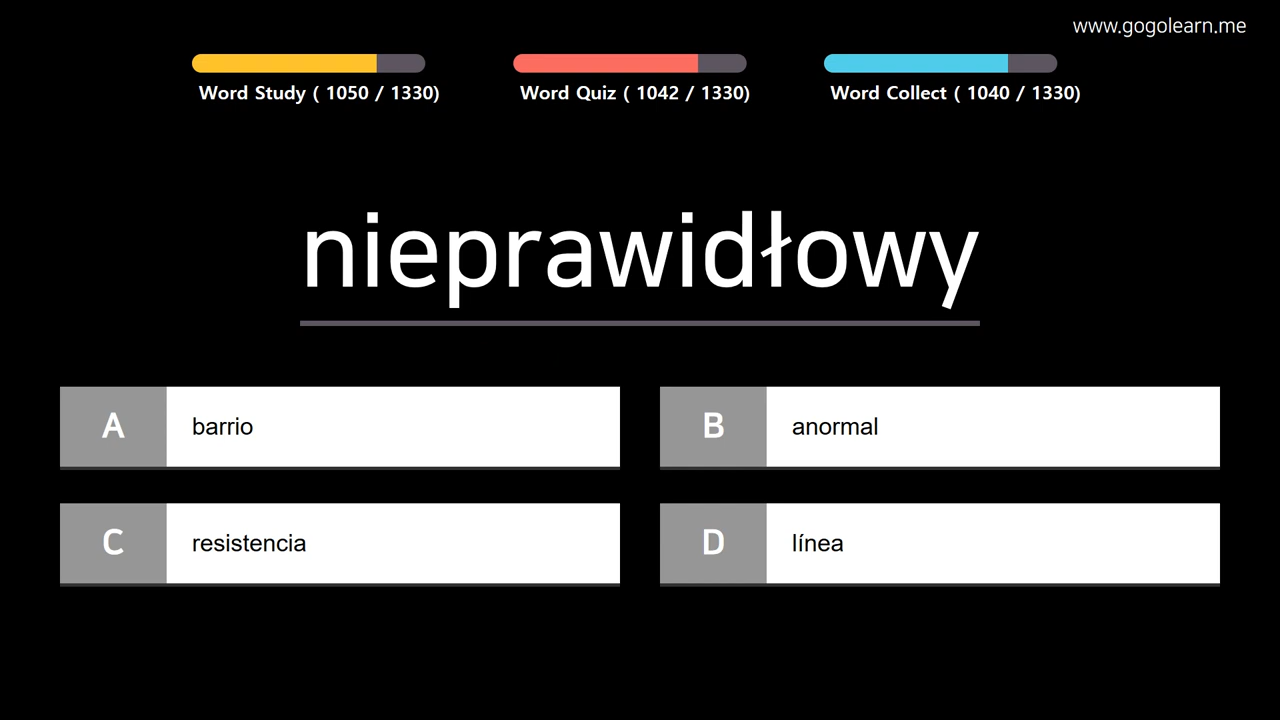 www.gogolearn.me
Word Study ( 1050 / 1330)
Word Quiz ( 1042 / 1330)
Word Collect ( 1040 / 1330)
nieprawidłowy
A barrio
B anormal
C resistencia
D línea